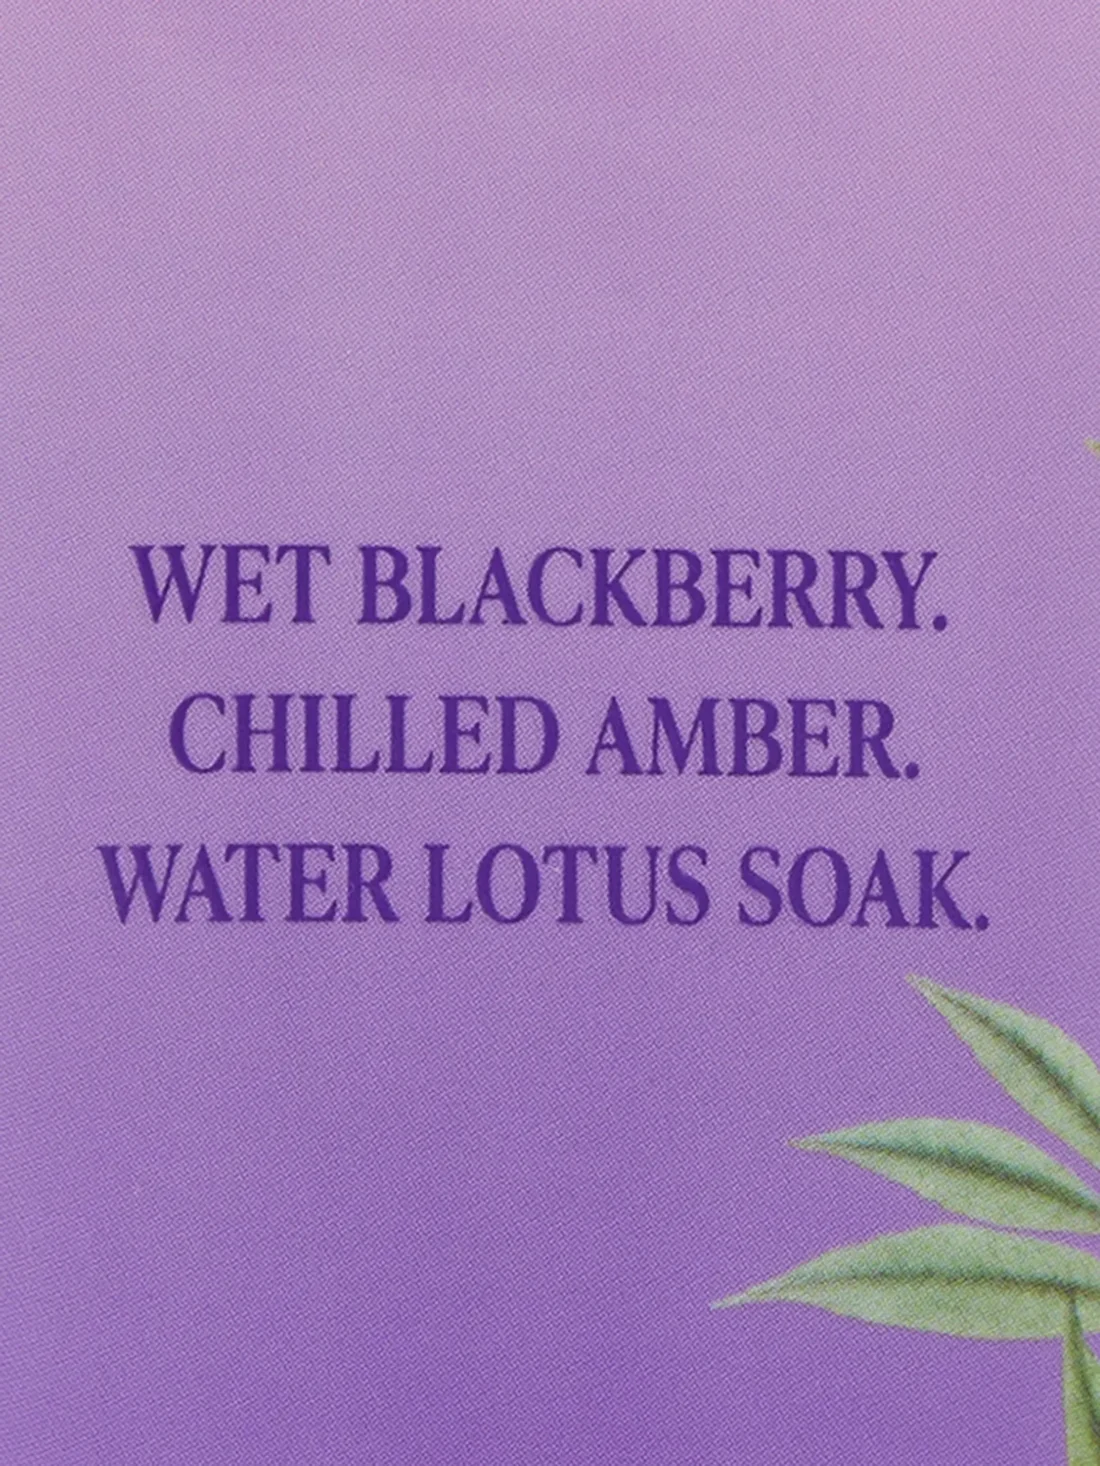 WET BLACKBERRY.
CHILLED AMBER.
WATER LOTUS SOAK.